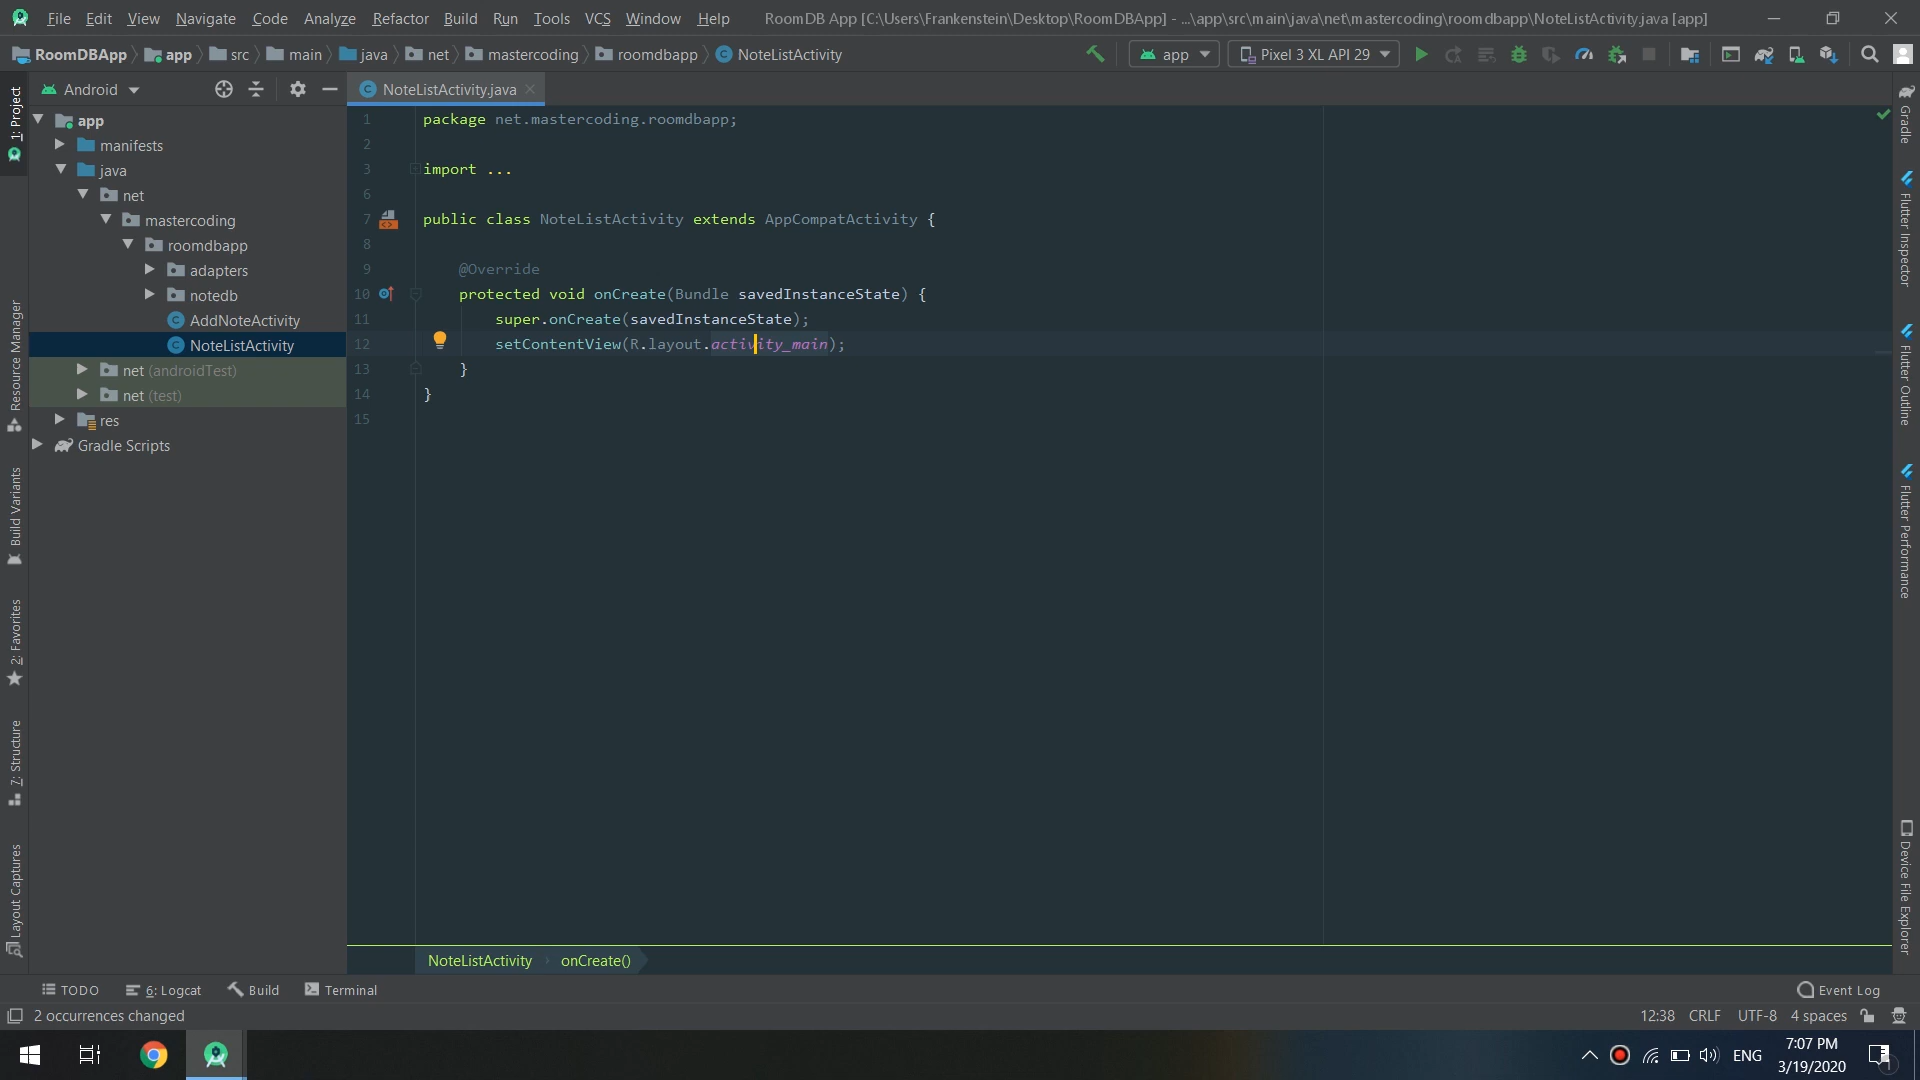 File Edit View Navigate Code Analyze Refactor Build Run Tools VCS Window Help RoomDB App [C:\Users\Frankenstein\Desktop\RoomDBApp] - ...\app\src\main\java\net\mastercoding\roomdbapp\NoteListActivity.java [app]
RoomDBApp app src main java net mastercoding roomdbapp NoteListActivity app Pixel 3 XL API 29
Android
NoteListActivity.java
app
manifests
java
net
mastercoding
roomdbapp
adapters
notedb
AddNoteActivity
NoteListActivity
net (androidTest)
net (test)
res
Gradle Scripts
1: Project
Resource Manager
Build Variants
2: Favorites
7: Structure
Layout Captures
1 package net.mastercoding.roomdbapp;
2
3 import ...
6
7 public class NoteListActivity extends AppCompatActivity {
8
9 @Override
10 protected void onCreate(Bundle savedInstanceState) {
11 super.onCreate(savedInstanceState);
12 setContentView(R.layout.activity_main);
13 }
14 }
15
Gradle
Flutter Inspector
Flutter Outline
Flutter Performance
Device File Explorer
NoteListActivity onCreate()
TODO 6: Logcat Build Terminal Event Log
2 occurrences changed 12:38 CRLF UTF-8 4 spaces
ENG 7:07 PM
3/19/2020
1